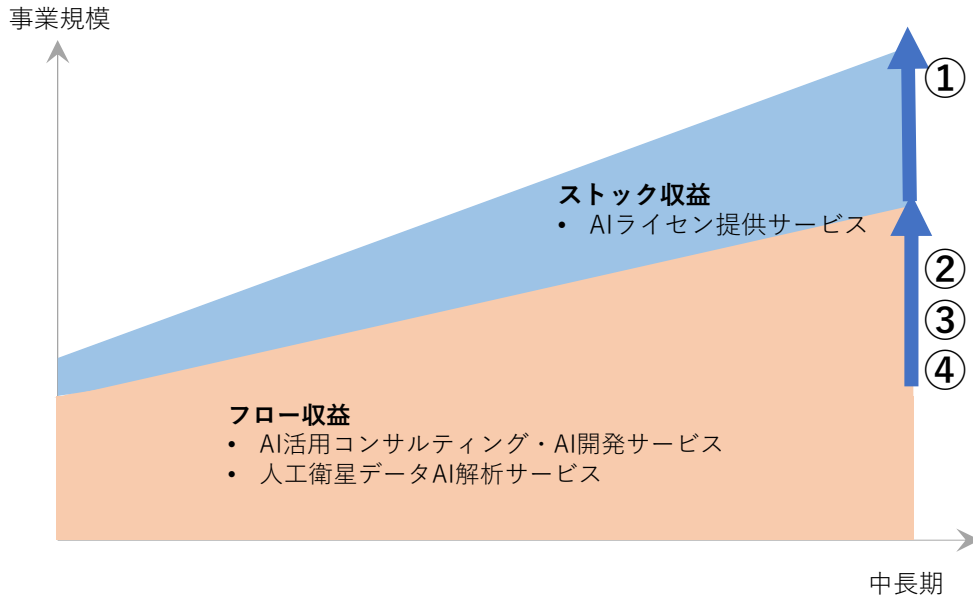 事業規模
①
ストック収益
• AIライセン提供サービス
②
③
④
フロー収益
• AI活用コンサルティング・AI開発サービス
• 人工衛星データAI解析サービス
中長期